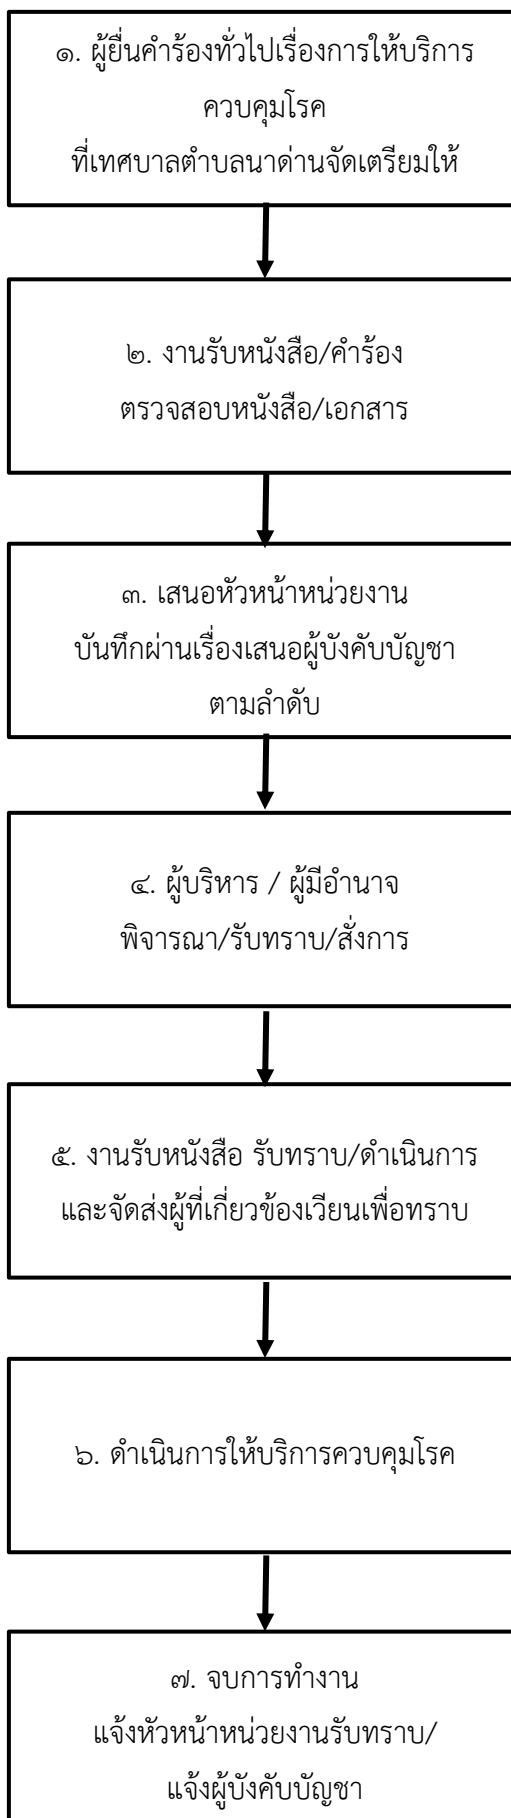 ๑. ผู้ยื่นคำร้องทั่วไปเรื่องการให้บริการ
ควบคุมโรค
ที่เทศบาลตำบลนาด่านจัดเตรียมให้
๒. งานรับหนังสือ/คำร้อง
ตรวจสอบหนังสือ/เอกสาร
๓. เสนอหัวหน้าหน่วยงาน
บันทึกผ่านเรื่องเสนอผู้บังคับบัญชา
ตามลำดับ
๔. ผู้บริหาร / ผู้มีอำนาจ
พิจารณา/รับทราบ/สั่งการ
๕. งานรับหนังสือ รับทราบ/ดำเนินการ
และจัดส่งผู้ที่เกี่ยวข้องเวียนเพื่อทราบ
๖. ดำเนินการให้บริการควบคุมโรค
๗. จบการทำงาน
แจ้งหัวหน้าหน่วยงานรับทราบ/
แจ้งผู้บังคับบัญชา